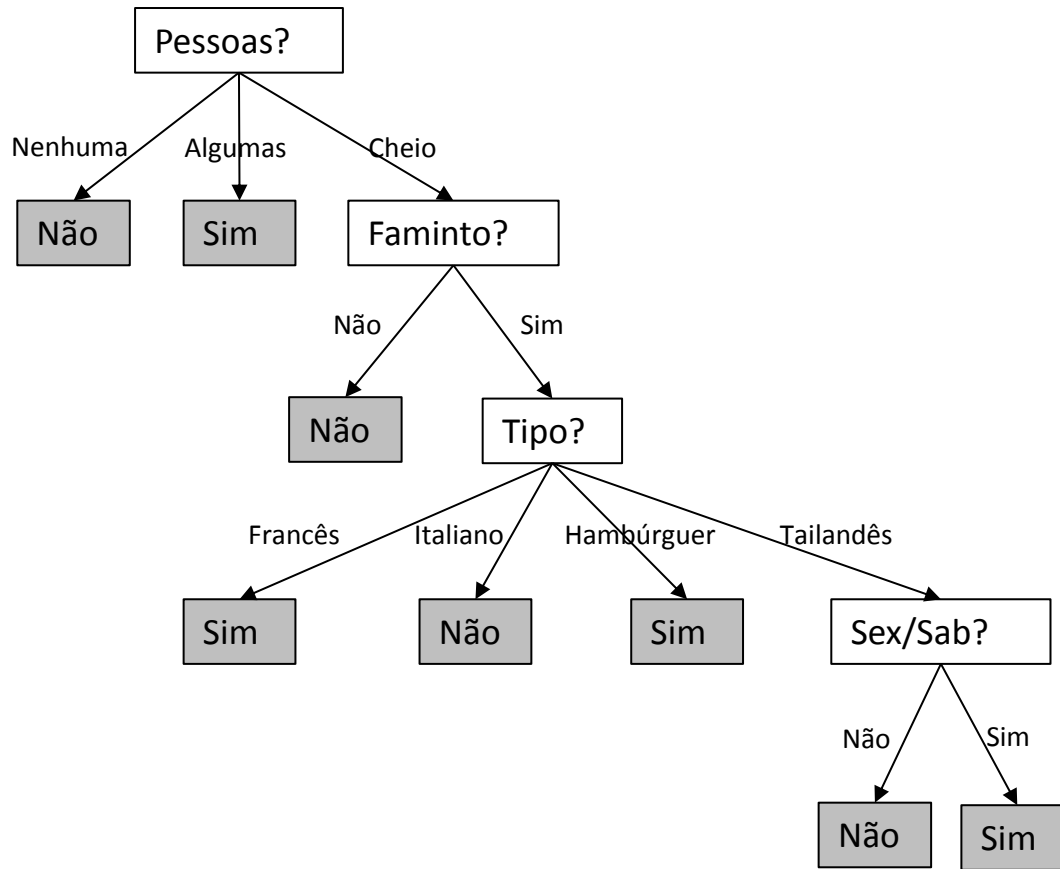 Pessoas?
Nenhuma
Algumas
Cheio
Não
Sim
Faminto?
Não
Sim
Não
Tipo?
Francês
Italiano
Hambúrguer
Tailandês
Sim
Não
Sim
Sex/Sab?
Não
Sim
Não
Sim